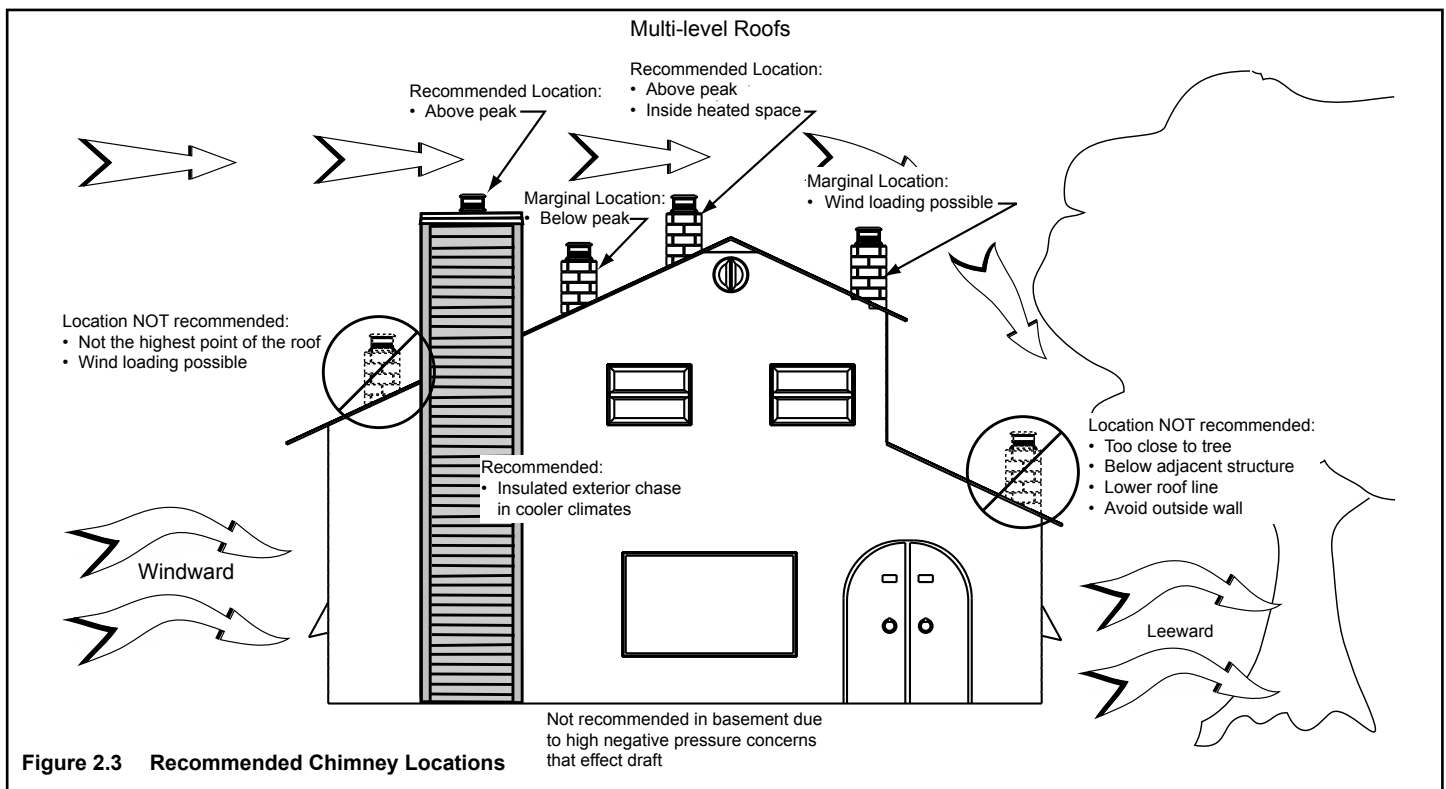 Multi-level Roofs
Recommended Location:
• Above peak
• Inside heated space
Recommended Location:
• Above peak
Marginal Location:
• Below peak
Marginal Location:
• Wind loading possible
Location NOT recommended:
• Not the highest point of the roof
• Wind loading possible
Location NOT recommended:
• Too close to tree
• Below adjacent structure
• Lower roof line
• Avoid outside wall
Recommended:
• Insulated exterior chase
in cooler climates
Windward
Leeward
Not recommended in basement due
to high negative pressure concerns
that effect draft
Figure 2.3 Recommended Chimney Locations